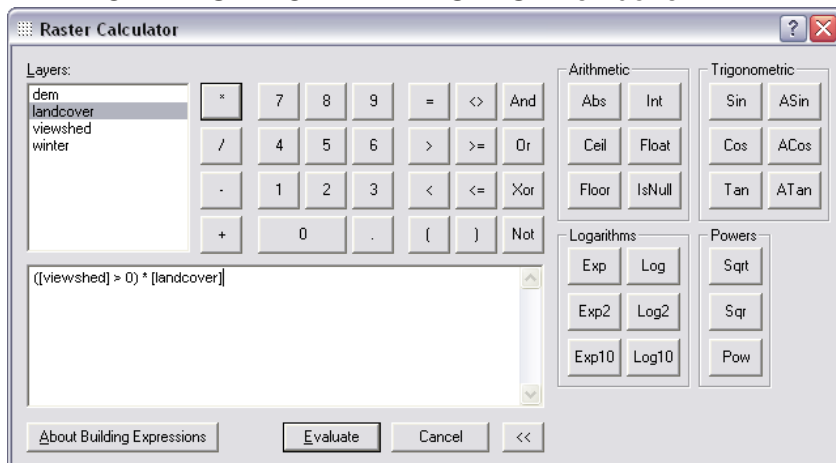 Raster Calculator
Layers:
dem
landcover
viewshed
winter
* 7 8 9 = <> And
/ 4 5 6 > >= Or
- 1 2 3 < <= Xor
+ 0 . ( ) Not
Arithmetic
Abs Int
Ceil Float
Floor IsNull
Trigonometric
Sin ASin
Cos ACos
Tan ATan
([viewshed] > 0) * [landcover]
Logarithms
Exp Log
Exp2 Log2
Exp10 Log10
Powers
Sqrt
Sqr
Pow
About Building Expressions Evaluate Cancel <<